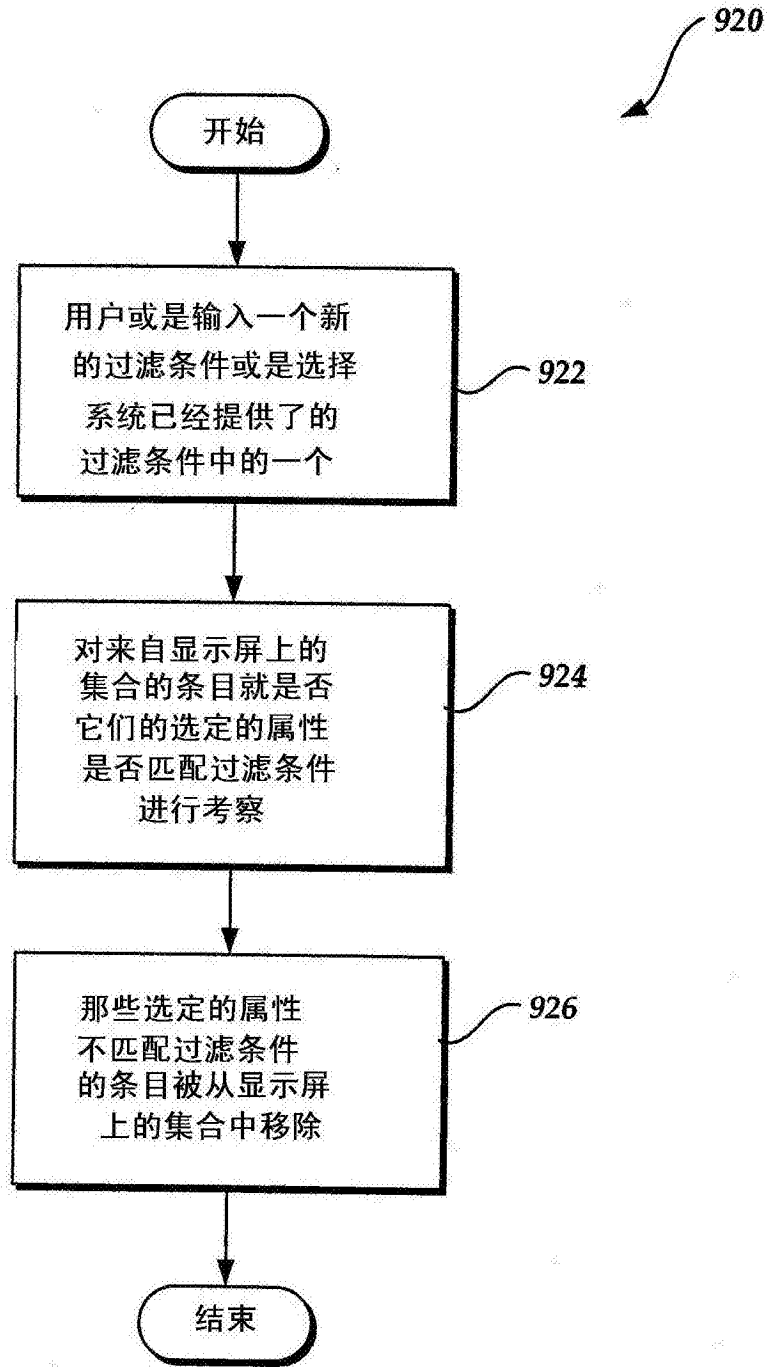 920
开始
用户或是输入一个新
的过滤条件或是选择
系统已经提供了的
过滤条件中的一个
922
对来自显示屏上的
集合的条目就是否
它们的选定的属性
是否匹配过滤条件
进行考察
924
那些选定的属性
不匹配过滤条件
的条目被从显示屏
上的集合中移除
926
结束